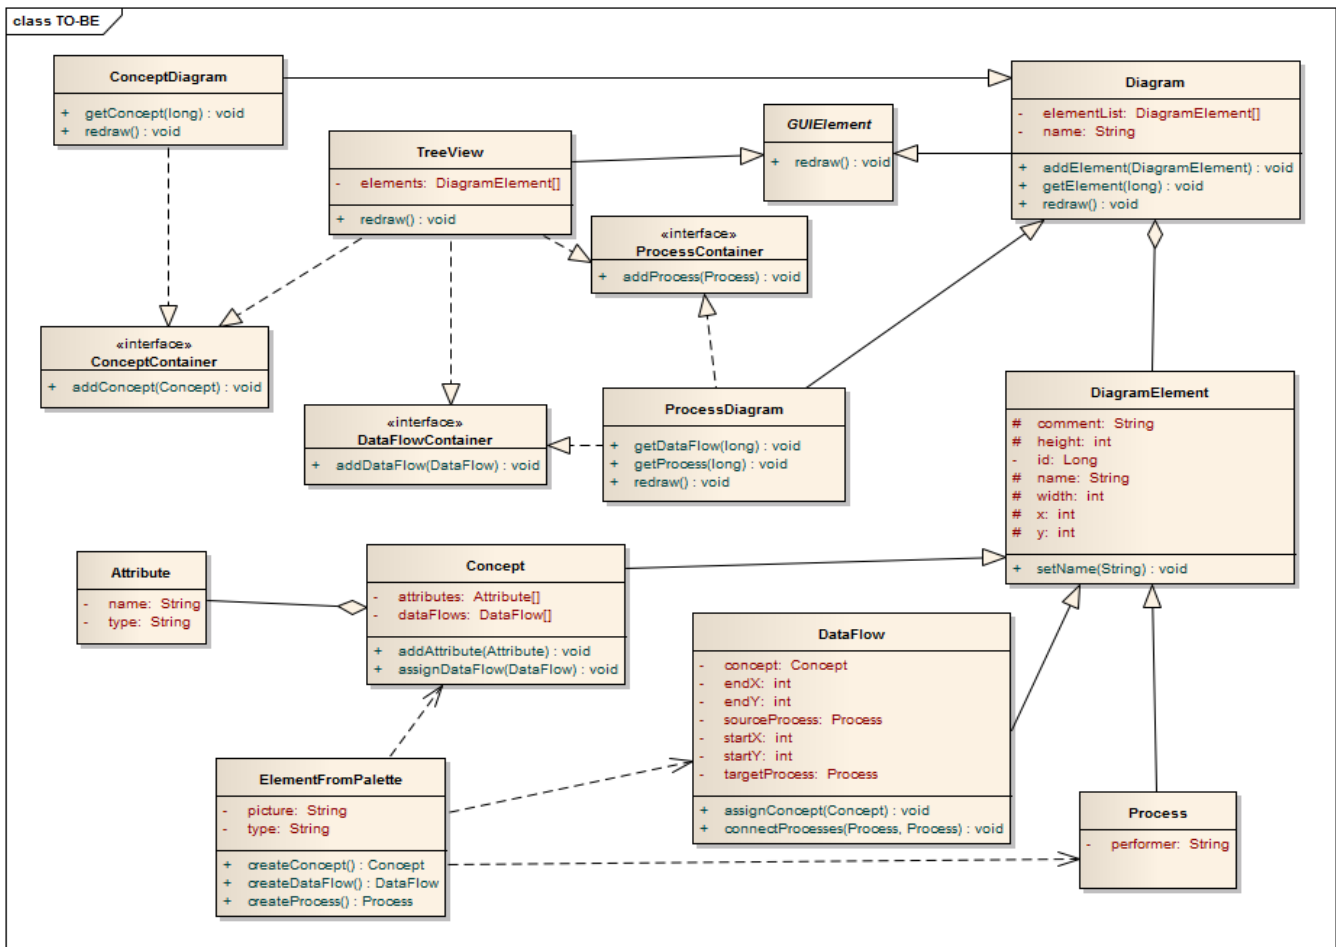 class TO-BE
ConceptDiagram
+ getConcept(long) : void
+ redraw() : void
Diagram
- elementList: DiagramElement[]
- name: String
+ addElement(DiagramElement) : void
+ getElement(long) : void
+ redraw() : void
GUIElement
+ redraw() : void
TreeView
- elements: DiagramElement[]
+ redraw() : void
«interface»
ProcessContainer
+ addProcess(Process) : void
«interface»
ConceptContainer
+ addConcept(Concept) : void
«interface»
DataFlowContainer
+ addDataFlow(DataFlow) : void
ProcessDiagram
+ getDataFlow(long) : void
+ getProcess(long) : void
+ redraw() : void
DiagramElement
# comment: String
# height: int
- id: Long
# name: String
# width: int
# x: int
# y: int
+ setName(String) : void
Attribute
- name: String
- type: String
Concept
- attributes: Attribute[]
- dataFlows: DataFlow[]
+ addAttribute(Attribute) : void
+ assignDataFlow(DataFlow) : void
DataFlow
- concept: Concept
- endX: int
- endY: int
- sourceProcess: Process
- startX: int
- startY: int
- targetProcess: Process
+ assignConcept(Concept) : void
+ connectProcesses(Process, Process) : void
ElementFromPalette
- picture: String
- type: String
+ createConcept() : Concept
+ createDataFlow() : DataFlow
+ createProcess() : Process
Process
- performer: String